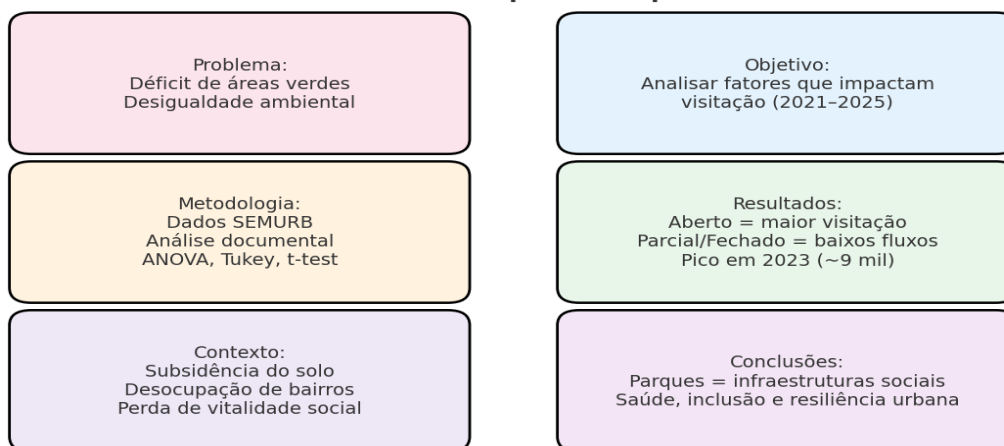 Problema:
Déficit de áreas verdes
Desigualdade ambiental
Objetivo:
Analisar fatores que impactam
visitação (2021–2025)
Metodologia:
Dados SEMURB
Análise documental
ANOVA, Tukey, t-test
Resultados:
Aberto = maior visitação
Parcial/Fechado = baixos fluxos
Pico em 2023 (~9 mil)
Contexto:
Subsidência do solo
Desocupação de bairros
Perda de vitalidade social
Conclusões:
Parques = infraestruturas sociais
Saúde, inclusão e resiliência urbana